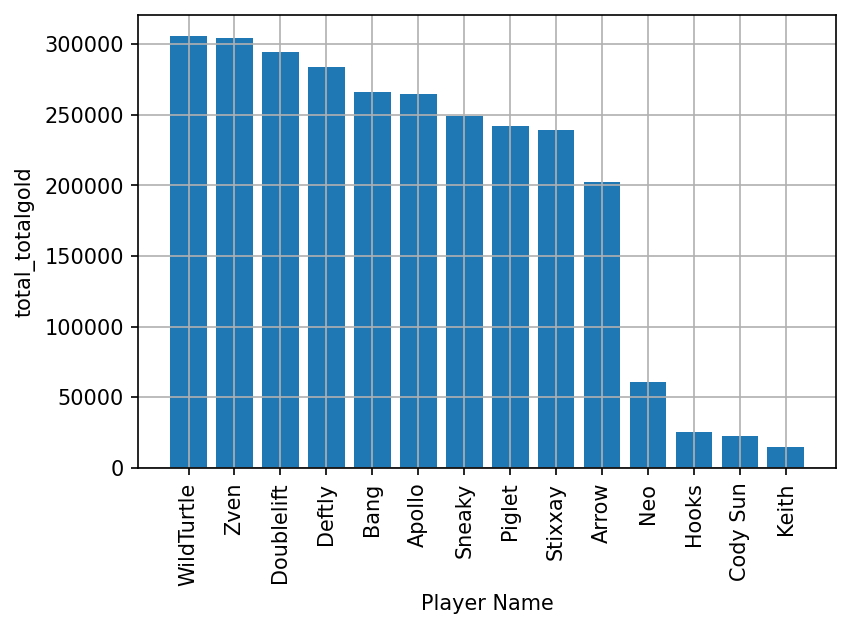 300000
250000
200000
150000
100000
50000
0
total_totalgold
WildTurtle
Zven
Doublelift
Deftly
Bang
Apollo
Sneaky
Piglet
Stixxay
Arrow
Neo
Hooks
Cody Sun
Keith
Player Name